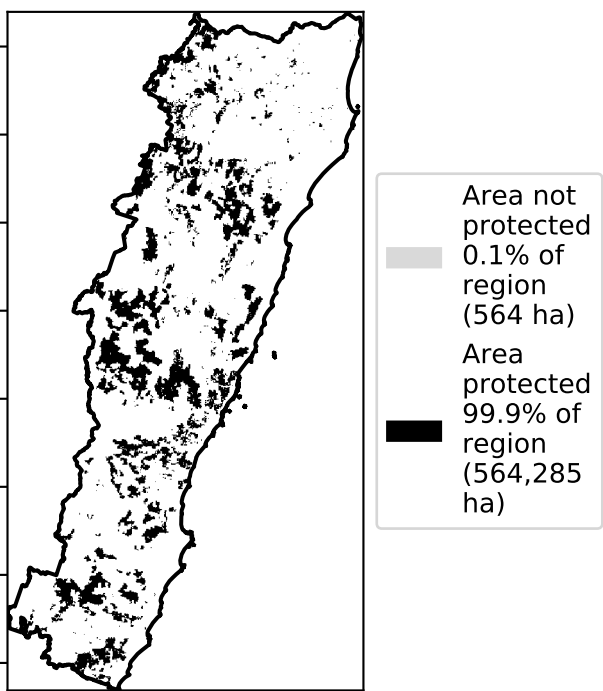 Area not
protected
0.1% of
region
(564 ha)
Area
protected
99.9% of
region
(564,285
ha)